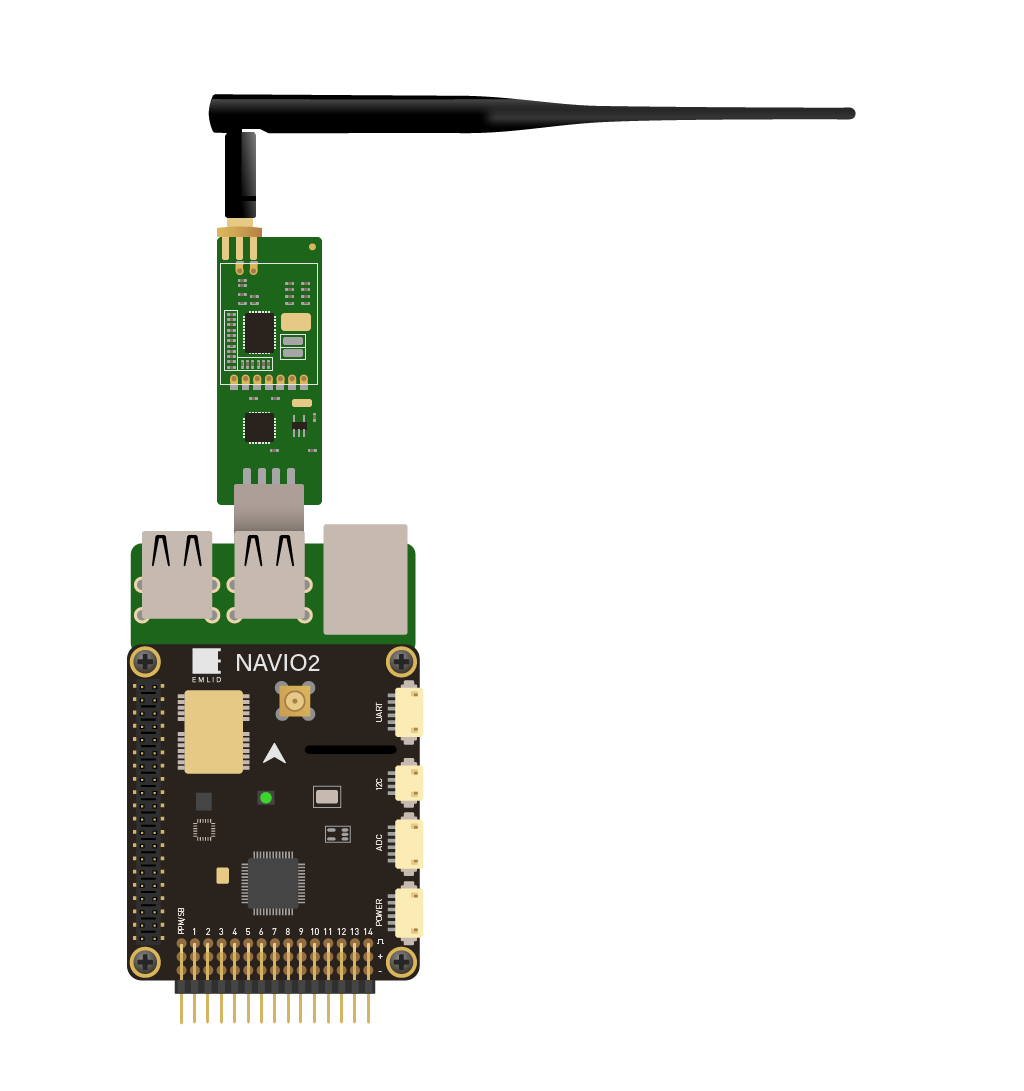 NAVIO2
EMLID
UART
I2C
ADC
POWER
PPM/SB 1 2 3 4 5 6 7 8 9 10 11 12 13 14
+
-